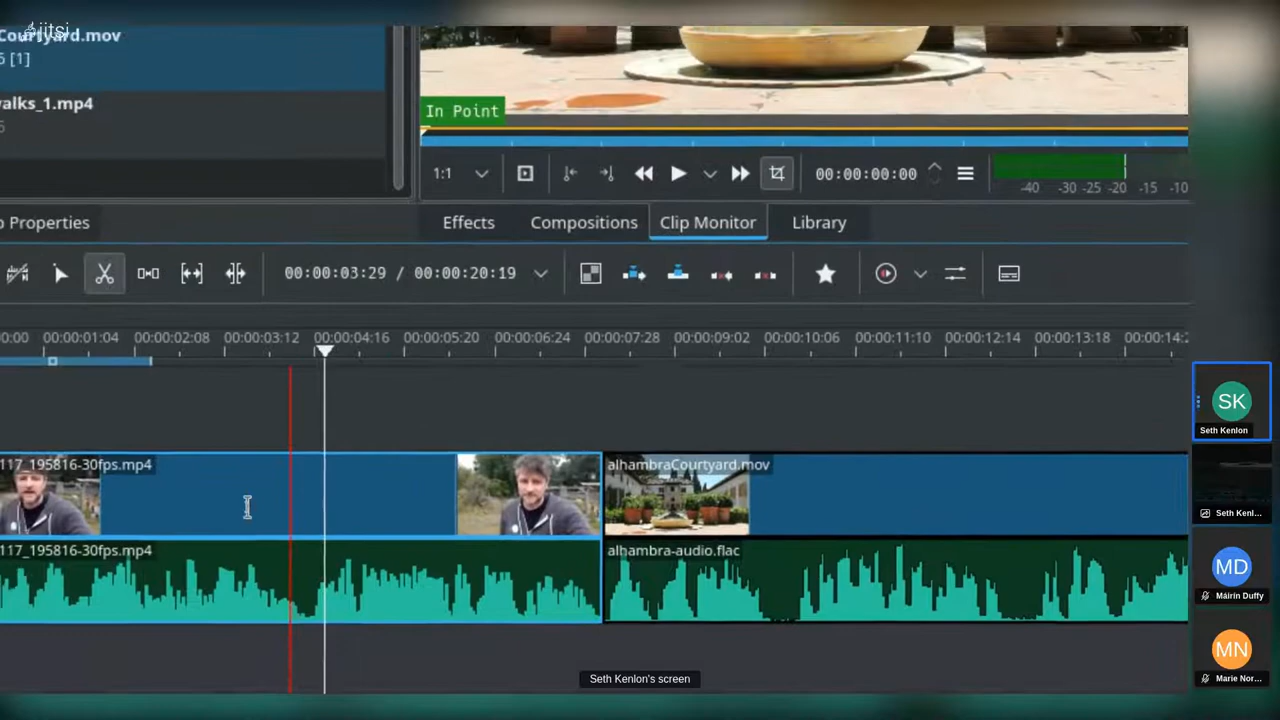 jitsi
Courtyard.mov
[1]
walks_1.mp4
In Point
1:1
00:00:00:00
-40 -30 -25 -20 -15 -10
Properties
Effects
Compositions
Clip Monitor
Library
00:00:03:29 / 00:00:20:19
00:00:01:04
00:00:02:08
00:00:03:12
00:00:04:16
00:00:05:20
00:00:06:24
00:00:07:28
00:00:09:02
00:00:10:06
00:00:11:10
00:00:12:14
00:00:13:18
00:00:14:2
117_195816-30fps.mp4
alhambraCourtyard.mov
117_195816-30fps.mp4
alhambra-audio.flac
Seth Kenlon's screen
SK
Seth Kenlon
Seth Kenl...
MD
Máirín Duffy
MN
Marie Nor...